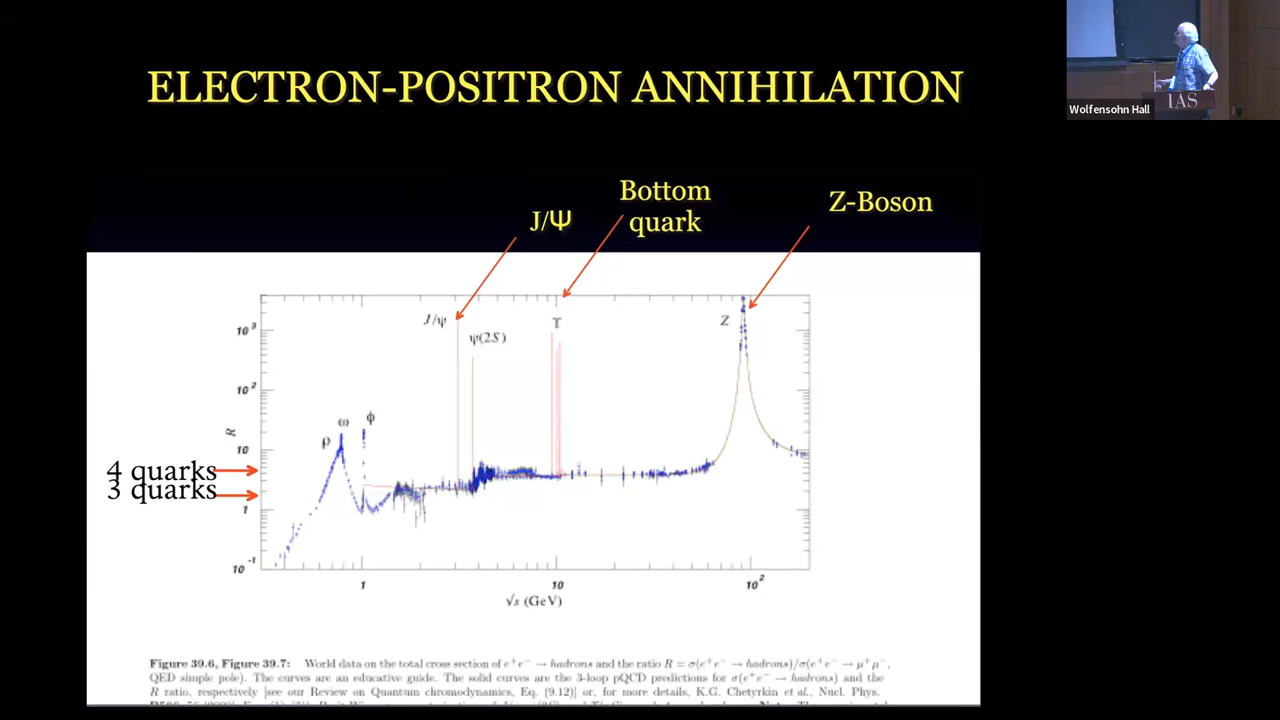 ELECTRON-POSITRON ANNIHILATION
Wolfensohn Hall
IAS
J/Ψ
Bottom
quark
Z-Boson
J/ψ
ψ(2S)
ϒ
Z
ρ
ω
ϕ
R
10³
10²
10
1
10⁻¹
4 quarks
3 quarks
1
10
10²
√s (GeV)
Figure 39.6, Figure 39.7: World data on the total cross section of e⁺e⁻ → hadrons and the ratio R = σ(e⁺e⁻ → hadrons)/σ(e⁺e⁻ → μ⁺μ⁻,
QED simple pole). The curves are an educative guide. The solid curves are the 3-loop pQCD predictions for σ(e⁺e⁻ → hadrons) and the
R ratio, respectively [see our Review on Quantum chromodynamics, Eq. (9.12)] or, for more details, K.G. Chetyrkin et al., Nucl. Phys.